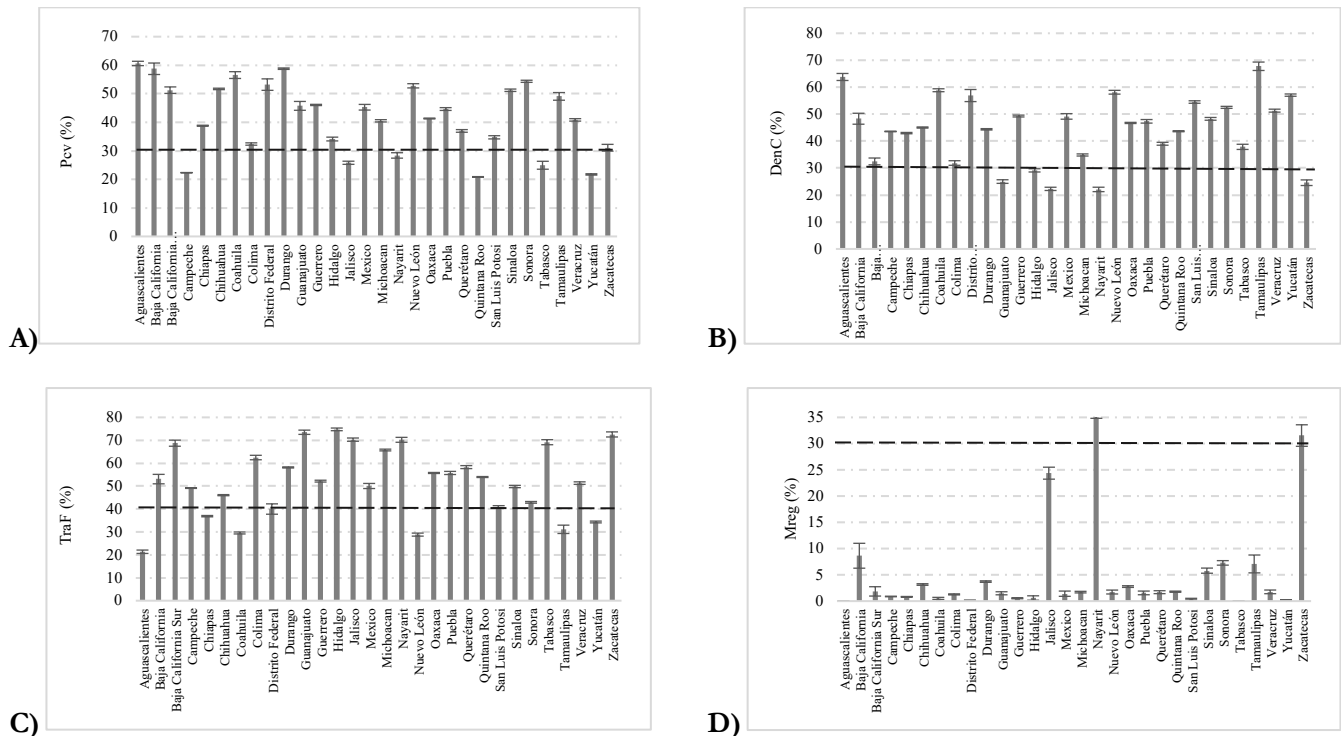 A)
Pcv (%)
70
60
50
40
30
20
10
0
Aguascalientes
Baja California
Baja California…
Campeche
Chiapas
Chihuahua
Coahuila
Colima
Distrito Federal
Durango
Guanajuato
Guerrero
Hidalgo
Jalisco
Mexico
Michoacan
Nayarit
Nuevo León
Oaxaca
Puebla
Querétaro
Quintana Roo
San Luis Potosi
Sinaloa
Sonora
Tabasco
Tamaulipas
Veracruz
Yucatán
Zacatecas
B)
DenC (%)
80
70
60
50
40
30
20
10
0
Aguascalientes
Baja California
Baja…
Campeche
Chiapas
Chihuahua
Coahuila
Colima
Distrito…
Durango
Guanajuato
Guerrero
Hidalgo
Jalisco
Mexico
Michoacan
Nayarit
Nuevo León
Oaxaca
Puebla
Querétaro
Quintana Roo
San Luis…
Sinaloa
Sonora
Tabasco
Tamaulipas
Veracruz
Yucatán
Zacatecas
C)
TraF (%)
80
70
60
50
40
30
20
10
0
Aguascalientes
Baja California
Baja California Sur
Campeche
Chiapas
Chihuahua
Coahuila
Colima
Distrito Federal
Durango
Guanajuato
Guerrero
Hidalgo
Jalisco
Mexico
Michoacan
Nayarit
Nuevo León
Oaxaca
Puebla
Querétaro
Quintana Roo
San Luis Potosi
Sinaloa
Sonora
Tabasco
Tamaulipas
Veracruz
Yucatán
Zacatecas
D)
Mreg (%)
35
30
25
20
15
10
5
0
Aguascalientes
Baja California
Baja California Sur
Campeche
Chiapas
Chihuahua
Coahuila
Colima
Distrito Federal
Durango
Guanajuato
Guerrero
Hidalgo
Jalisco
Mexico
Michoacan
Nayarit
Nuevo León
Oaxaca
Puebla
Querétaro
Quintana Roo
San Luis Potosi
Sinaloa
Sonora
Tabasco
Tamaulipas
Veracruz
Yucatán
Zacatecas